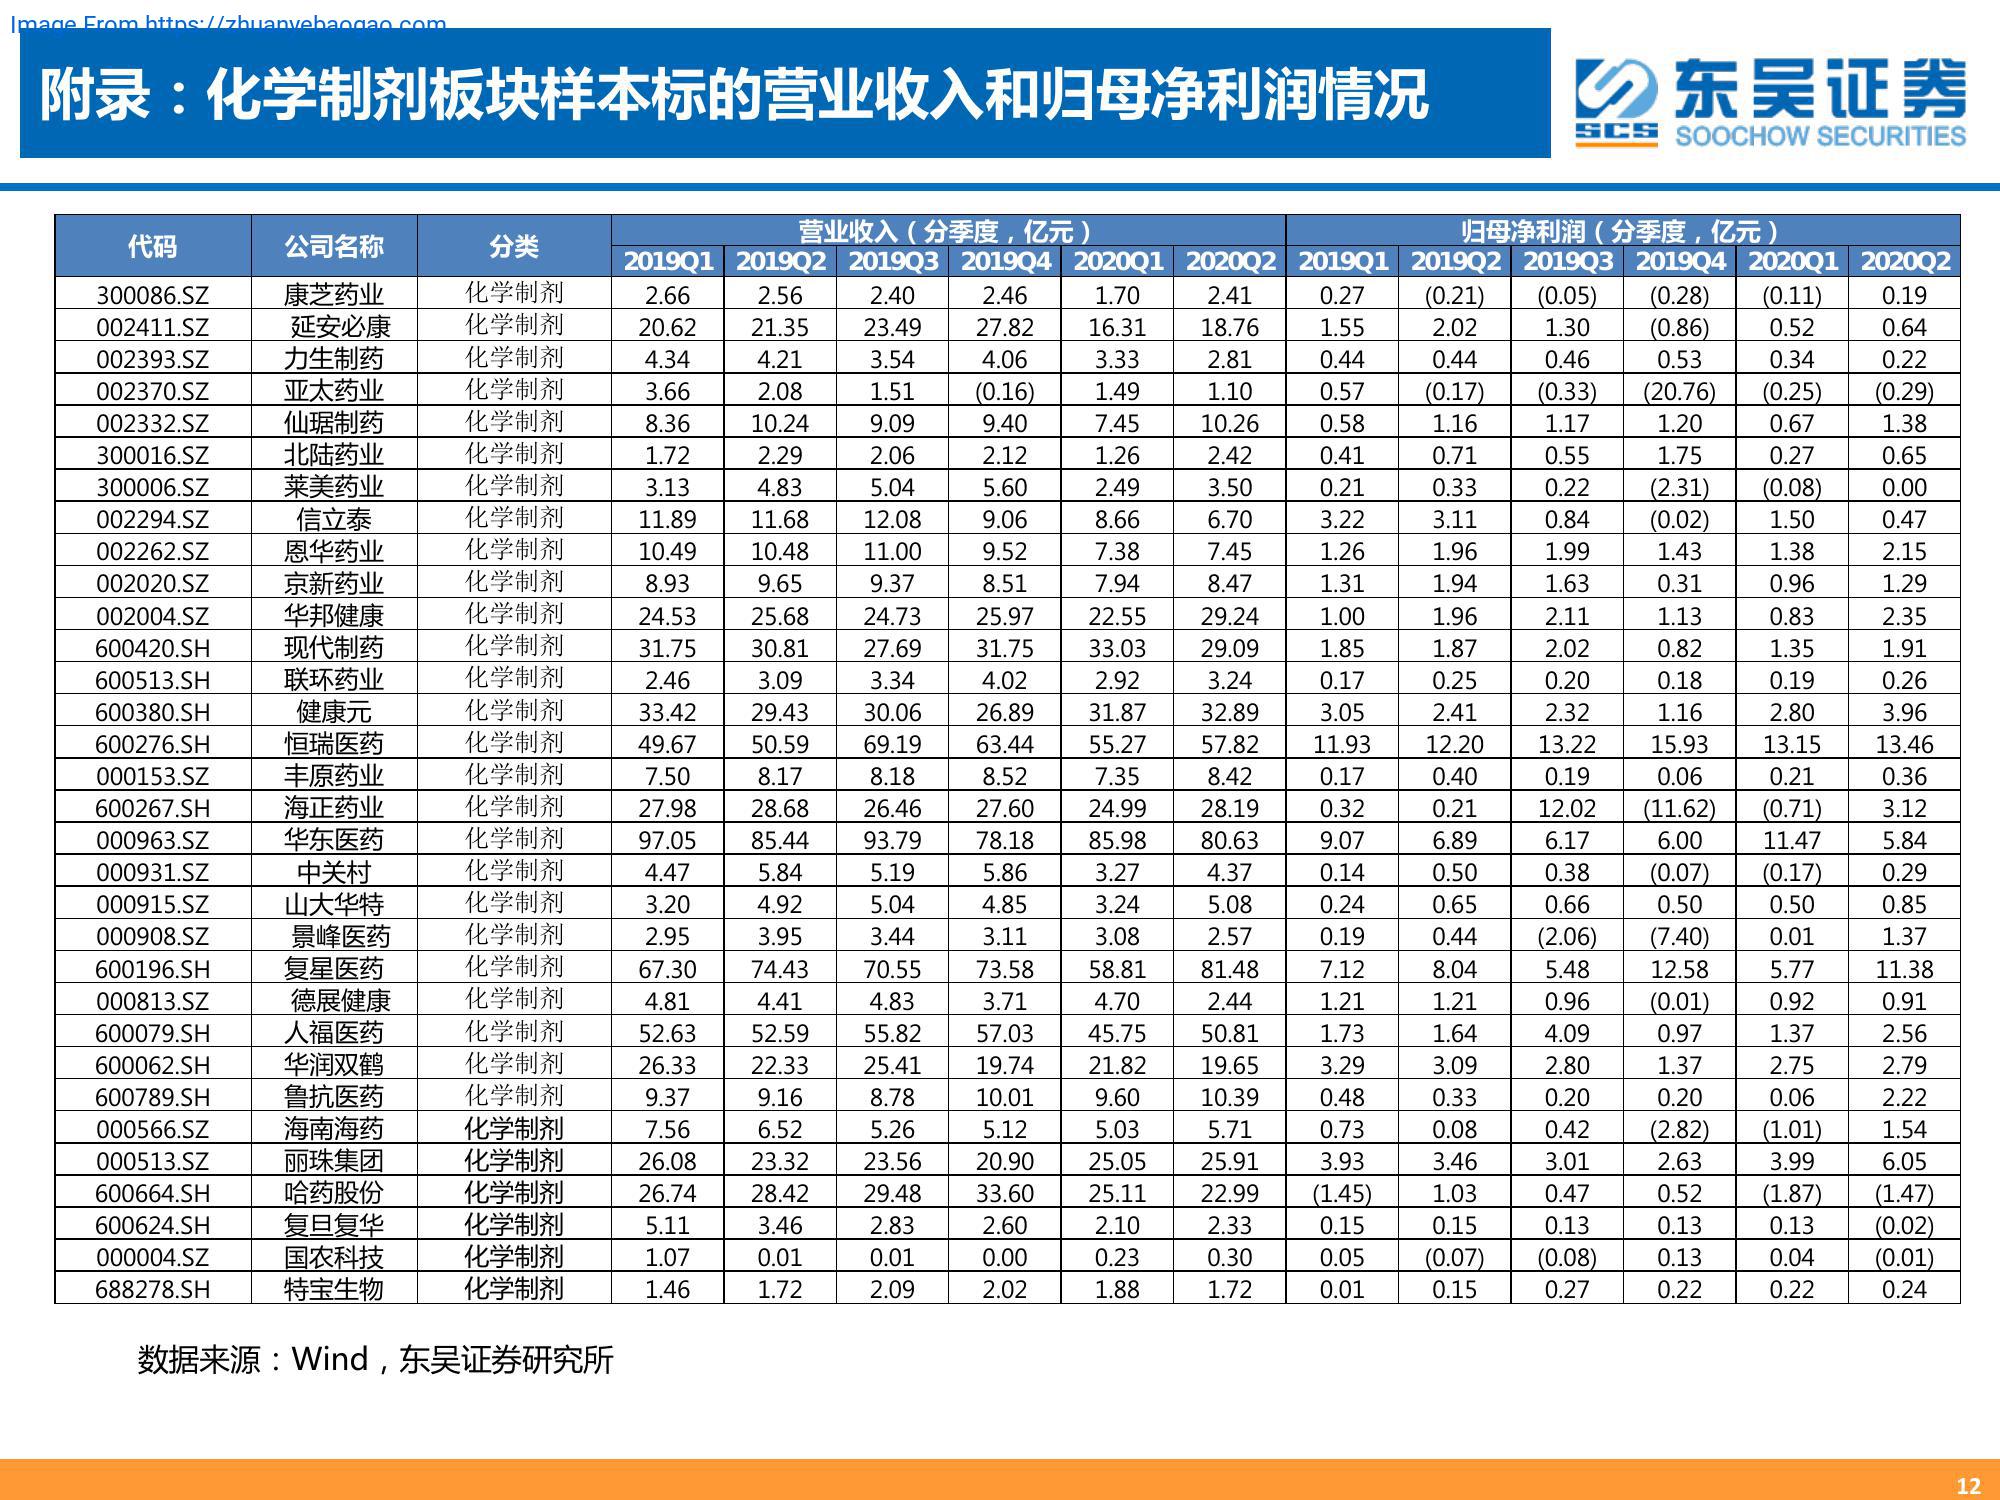 Image From https://zhuanyebaogao.com
附录：化学制剂板块样本标的营业收入和归母净利润情况
东吴证券
SCS
SOOCHOW SECURITIES
代码 公司名称 分类 营业收入（分季度，亿元） 归母净利润（分季度，亿元）
2019Q1 2019Q2 2019Q3 2019Q4 2020Q1 2020Q2 2019Q1 2019Q2 2019Q3 2019Q4 2020Q1 2020Q2
300086.SZ 康芝药业 化学制剂 2.66 2.56 2.40 2.46 1.70 2.41 0.27 (0.21) (0.05) (0.28) (0.11) 0.19
002411.SZ 延安必康 化学制剂 20.62 21.35 23.49 27.82 16.31 18.76 1.55 2.02 1.30 (0.86) 0.52 0.64
002393.SZ 力生制药 化学制剂 4.34 4.21 3.54 4.06 3.33 2.81 0.44 0.44 0.46 0.53 0.34 0.22
002370.SZ 亚太药业 化学制剂 3.66 2.08 1.51 (0.16) 1.49 1.10 0.57 (0.17) (0.33) (20.76) (0.25) (0.29)
002332.SZ 仙琚制药 化学制剂 8.36 10.24 9.09 9.40 7.45 10.26 0.58 1.16 1.17 1.20 0.67 1.38
300016.SZ 北陆药业 化学制剂 1.72 2.29 2.06 2.12 1.26 2.42 0.41 0.71 0.55 1.75 0.27 0.65
300006.SZ 莱美药业 化学制剂 3.13 4.83 5.04 5.60 2.49 3.50 0.21 0.33 0.22 (2.31) (0.08) 0.00
002294.SZ 信立泰 化学制剂 11.89 11.68 12.08 9.06 8.66 6.70 3.22 3.11 0.84 (0.02) 1.50 0.47
002262.SZ 恩华药业 化学制剂 10.49 10.48 11.00 9.52 7.38 7.45 1.26 1.96 1.99 1.43 1.38 2.15
002020.SZ 京新药业 化学制剂 8.93 9.65 9.37 8.51 7.94 8.47 1.31 1.94 1.63 0.31 0.96 1.29
002004.SZ 华邦健康 化学制剂 24.53 25.68 24.73 25.97 22.55 29.24 1.00 1.96 2.11 1.13 0.83 2.35
600420.SH 现代制药 化学制剂 31.75 30.81 27.69 31.75 33.03 29.09 1.85 1.87 2.02 0.82 1.35 1.91
600513.SH 联环药业 化学制剂 2.46 3.09 3.34 4.02 2.92 3.24 0.17 0.25 0.20 0.18 0.19 0.26
600380.SH 健康元 化学制剂 33.42 29.43 30.06 26.89 31.87 32.89 3.05 2.41 2.32 1.16 2.80 3.96
600276.SH 恒瑞医药 化学制剂 49.67 50.59 69.19 63.44 55.27 57.82 11.93 12.20 13.22 15.93 13.15 13.46
000153.SZ 丰原药业 化学制剂 7.50 8.17 8.18 8.52 7.35 8.42 0.17 0.40 0.19 0.06 0.21 0.36
600267.SH 海正药业 化学制剂 27.98 28.68 26.46 27.60 24.99 28.19 0.32 0.21 12.02 (11.62) (0.71) 3.12
000963.SZ 华东医药 化学制剂 97.05 85.44 93.79 78.18 85.98 80.63 9.07 6.89 6.17 6.00 11.47 5.84
000931.SZ 中关村 化学制剂 4.47 5.84 5.19 5.86 3.27 4.37 0.14 0.50 0.38 (0.07) (0.17) 0.29
000915.SZ 山大华特 化学制剂 3.20 4.92 5.04 4.85 3.24 5.08 0.24 0.65 0.66 0.50 0.50 0.85
000908.SZ 景峰医药 化学制剂 2.95 3.95 3.44 3.11 3.08 2.57 0.19 0.44 (2.06) (7.40) 0.01 1.37
600196.SH 复星医药 化学制剂 67.30 74.43 70.55 73.58 58.81 81.48 7.12 8.04 5.48 12.58 5.77 11.38
000813.SZ 德展健康 化学制剂 4.81 4.41 4.83 3.71 4.70 2.44 1.21 1.21 0.96 (0.01) 0.92 0.91
600079.SH 人福医药 化学制剂 52.63 52.59 55.82 57.03 45.75 50.81 1.73 1.64 4.09 0.97 1.37 2.56
600062.SH 华润双鹤 化学制剂 26.33 22.33 25.41 19.74 21.82 19.65 3.29 3.09 2.80 1.37 2.75 2.79
600789.SH 鲁抗医药 化学制剂 9.37 9.16 8.78 10.01 9.60 10.39 0.48 0.33 0.20 0.20 0.06 2.22
000566.SZ 海南海药 化学制剂 7.56 6.52 5.26 5.12 5.03 5.71 0.73 0.08 0.42 (2.82) (1.01) 1.54
000513.SZ 丽珠集团 化学制剂 26.08 23.32 23.56 20.90 25.05 25.91 3.93 3.46 3.01 2.63 3.99 6.05
600664.SH 哈药股份 化学制剂 26.74 28.42 29.48 33.60 25.11 22.99 (1.45) 1.03 0.47 0.52 (1.87) (1.47)
600624.SH 复旦复华 化学制剂 5.11 3.46 2.83 2.60 2.10 2.33 0.15 0.15 0.13 0.13 0.13 (0.02)
000004.SZ 国农科技 化学制剂 1.07 0.01 0.01 0.00 0.23 0.30 0.05 (0.07) (0.08) 0.13 0.04 (0.01)
688278.SH 特宝生物 化学制剂 1.46 1.72 2.09 2.02 1.88 1.72 0.01 0.15 0.27 0.22 0.22 0.24
数据来源：Wind，东吴证券研究所
12